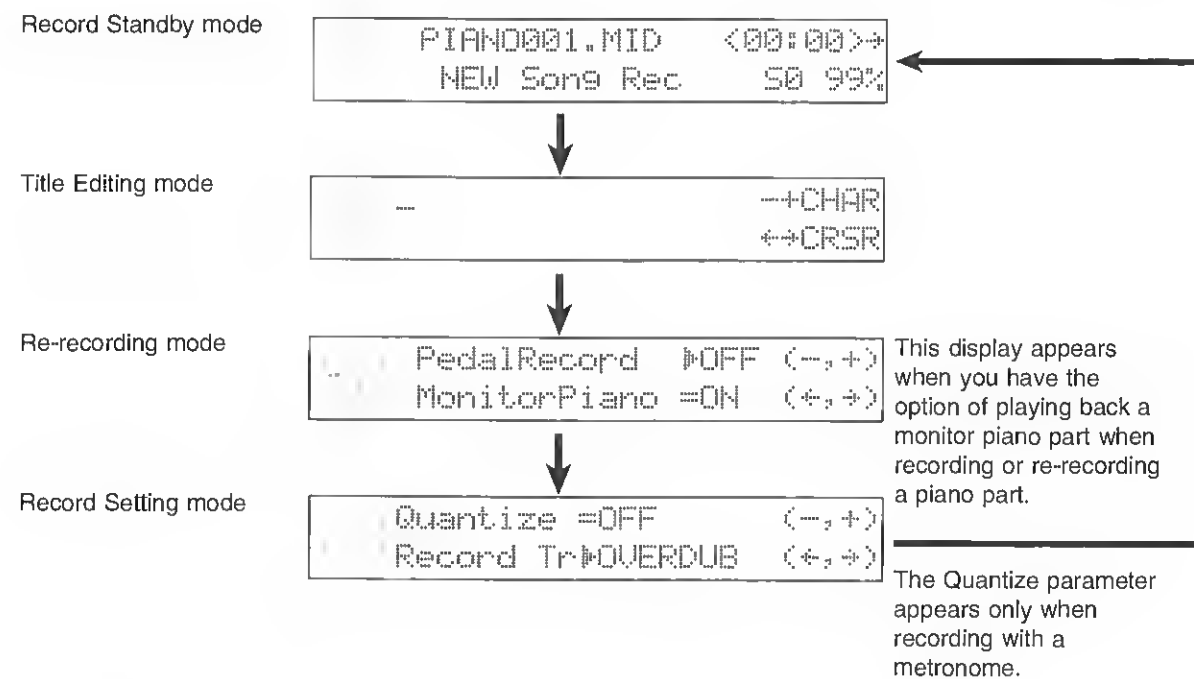 Record Standby mode
PIANO001.MID <00:00>→
NEW Song Rec S0 99%
Title Editing mode
_ −+CHAR
←→CRSR
Re-recording mode
PedalRecord ▶OFF (−,+)
MonitorPiano =ON (←,→)
This display appears
when you have the
option of playing back a
monitor piano part when
recording or re-recording
a piano part.
Record Setting mode
Quantize =OFF (−,+)
Record Tr▶OVERDUB (←,→)
The Quantize parameter
appears only when
recording with a
metronome.